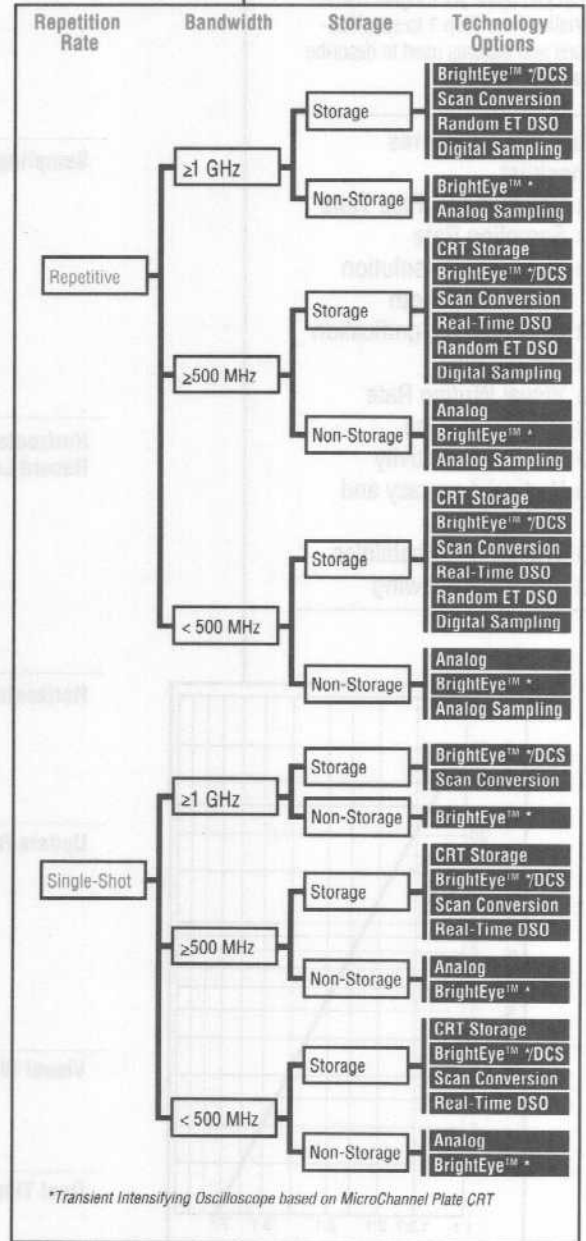 Repetition Rate
Bandwidth
Storage
Technology Options
Repetitive
≥1 GHz
Storage
BrightEye™ */DCS
Scan Conversion
Random ET DSO
Digital Sampling
Non-Storage
BrightEye™ *
Analog Sampling
≥500 MHz
Storage
CRT Storage
BrightEye™ */DCS
Scan Conversion
Real-Time DSO
Random ET DSO
Digital Sampling
Non-Storage
Analog
BrightEye™ *
Analog Sampling
< 500 MHz
Storage
CRT Storage
BrightEye™ */DCS
Scan Conversion
Real-Time DSO
Random ET DSO
Digital Sampling
Non-Storage
Analog
BrightEye™ *
Analog Sampling
Single-Shot
≥1 GHz
Storage
BrightEye™ */DCS
Scan Conversion
Non-Storage
BrightEye™ *
≥500 MHz
Storage
CRT Storage
BrightEye™ */DCS
Scan Conversion
Real-Time DSO
Non-Storage
Analog
BrightEye™ *
< 500 MHz
Storage
CRT Storage
BrightEye™ */DCS
Scan Conversion
Real-Time DSO
Non-Storage
Analog
BrightEye™ *
*Transient Intensifying Oscilloscope based on MicroChannel Plate CRT